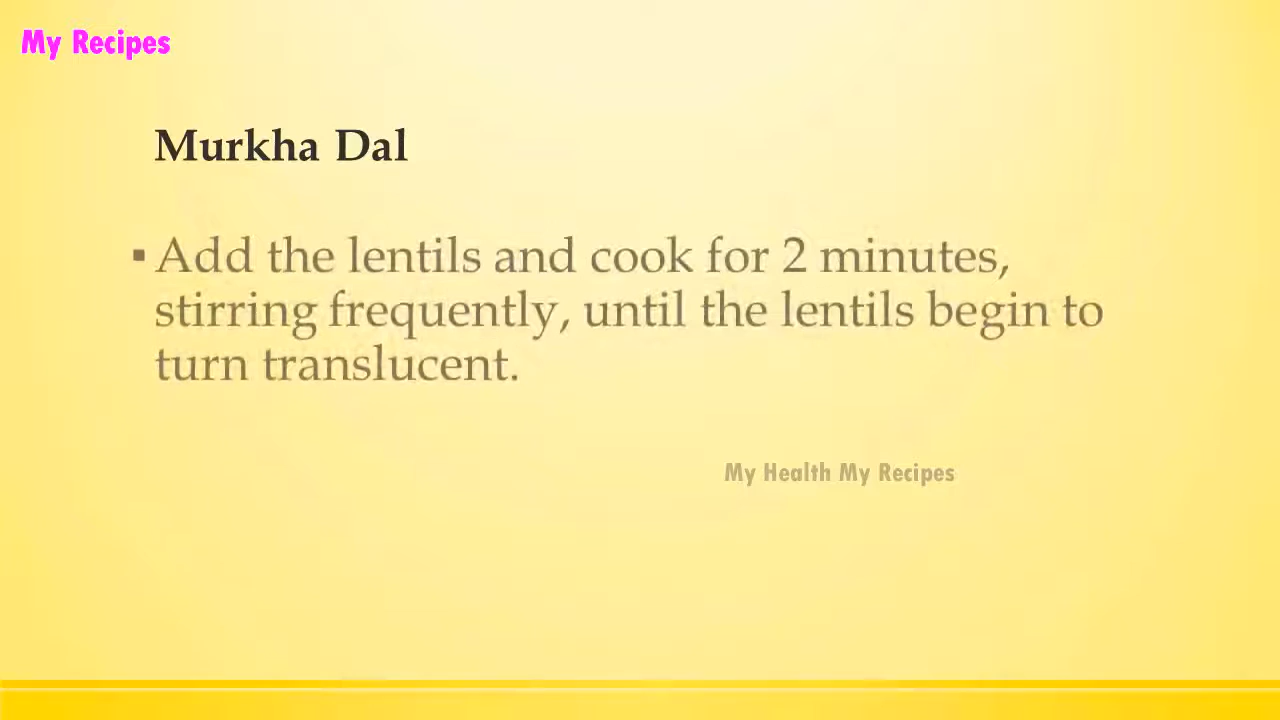 My Recipes
Murkha Dal
▪ Add the lentils and cook for 2 minutes,
stirring frequently, until the lentils begin to
turn translucent.
My Health My Recipes